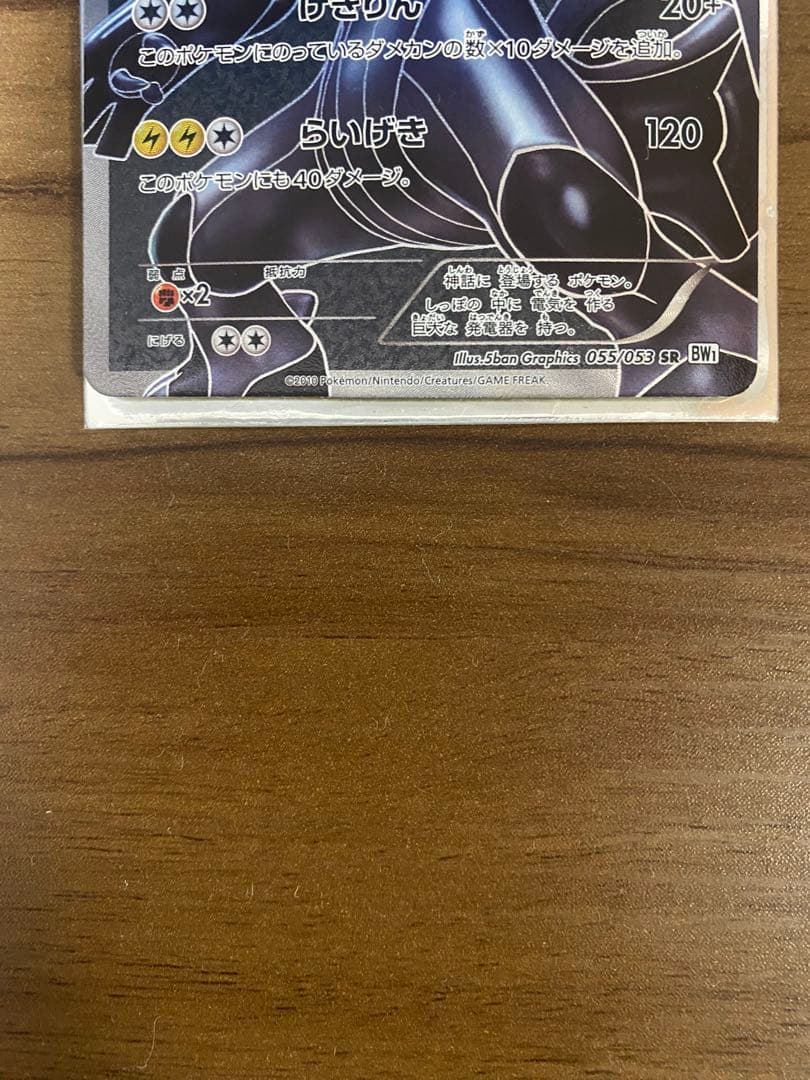 げきりん 20+
このポケモンにのっているダメカンの数×10ダメージを追加。
らいげき 120
このポケモンにも40ダメージ。
弱点 抵抗力
×2
神話に 登場する ポケモン。
しっぽの 中に 電気を 作る
巨大な 発電器を 持つ。
にげる
Illus.5ban Graphics 055/053 SR BW1
©2010 Pokémon/Nintendo/Creatures/GAME FREAK.